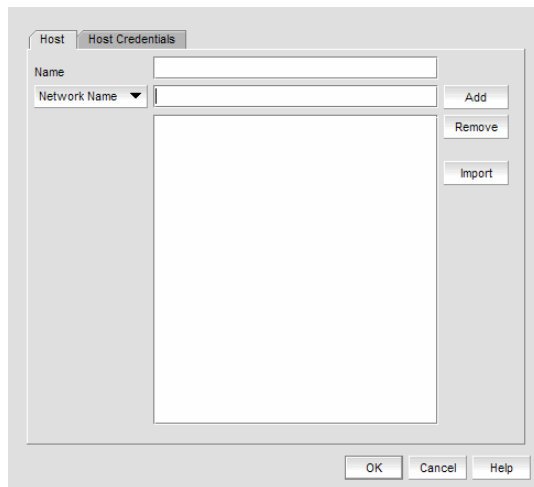 Host Host Credentials
Name
Network Name Add
Remove
Import
OK Cancel Help